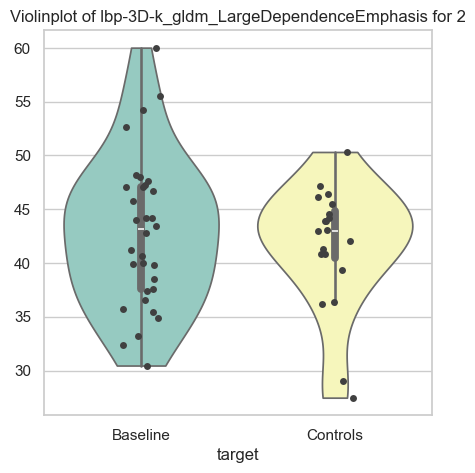 Violinplot of lbp-3D-k_gldm_LargeDependenceEmphasis for 2
60
55
50
45
40
35
30
Baseline
Controls
target